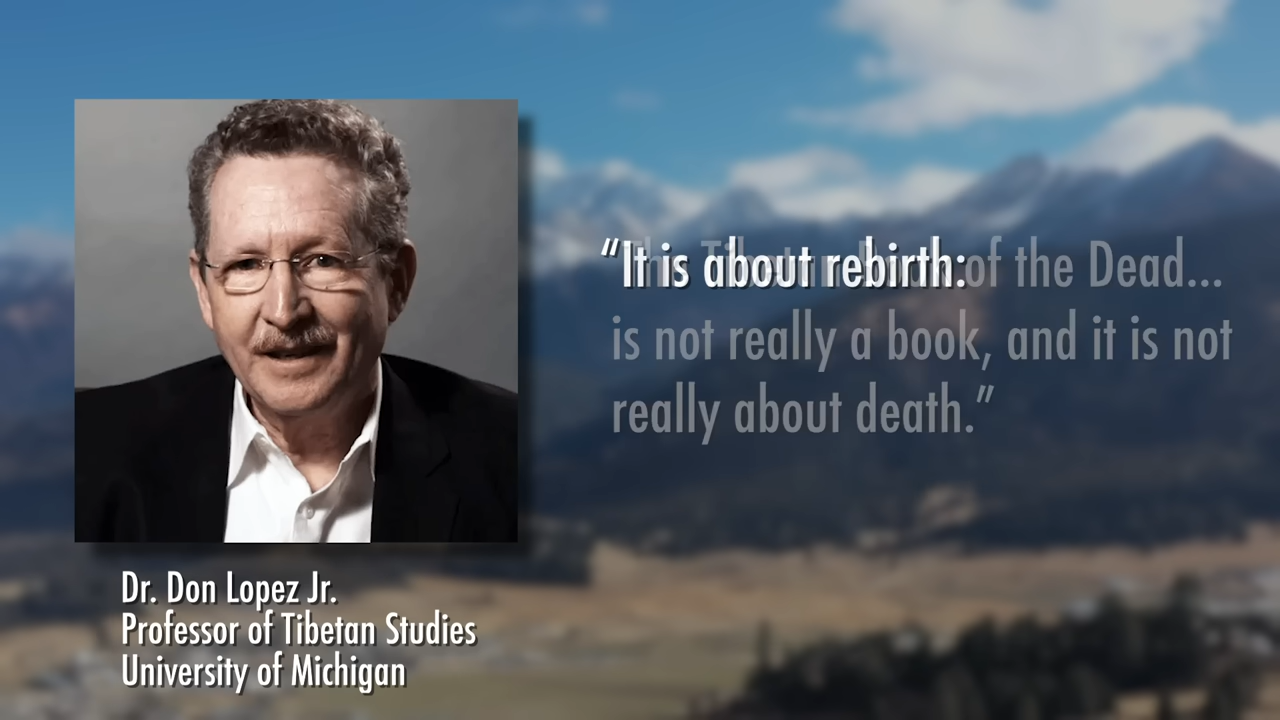 “It is about rebirth:
of the Dead...
is not really a book, and it is not
really about death.”
Dr. Don Lopez Jr.
Professor of Tibetan Studies
University of Michigan